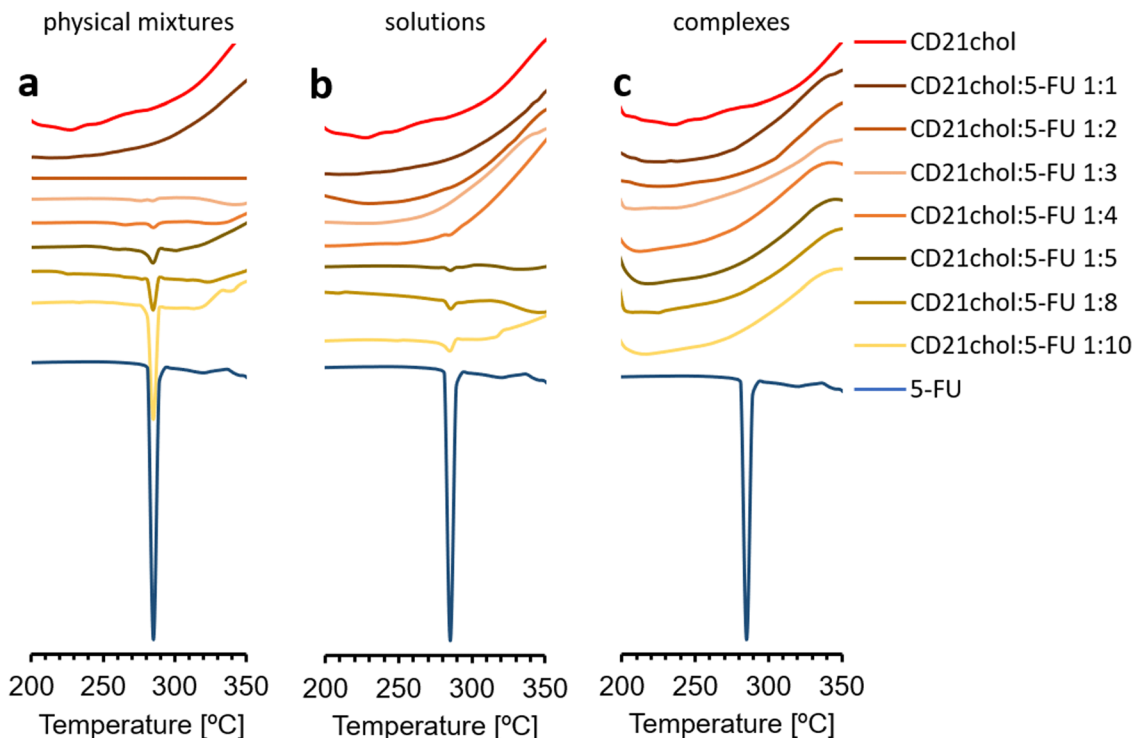 physical mixtures
solutions
complexes
a
b
c
CD21chol
CD21chol:5-FU 1:1
CD21chol:5-FU 1:2
CD21chol:5-FU 1:3
CD21chol:5-FU 1:4
CD21chol:5-FU 1:5
CD21chol:5-FU 1:8
CD21chol:5-FU 1:10
5-FU
200 250 300 350
200 250 300 350
200 250 300 350
Temperature [ºC]
Temperature [ºC]
Temperature [ºC]